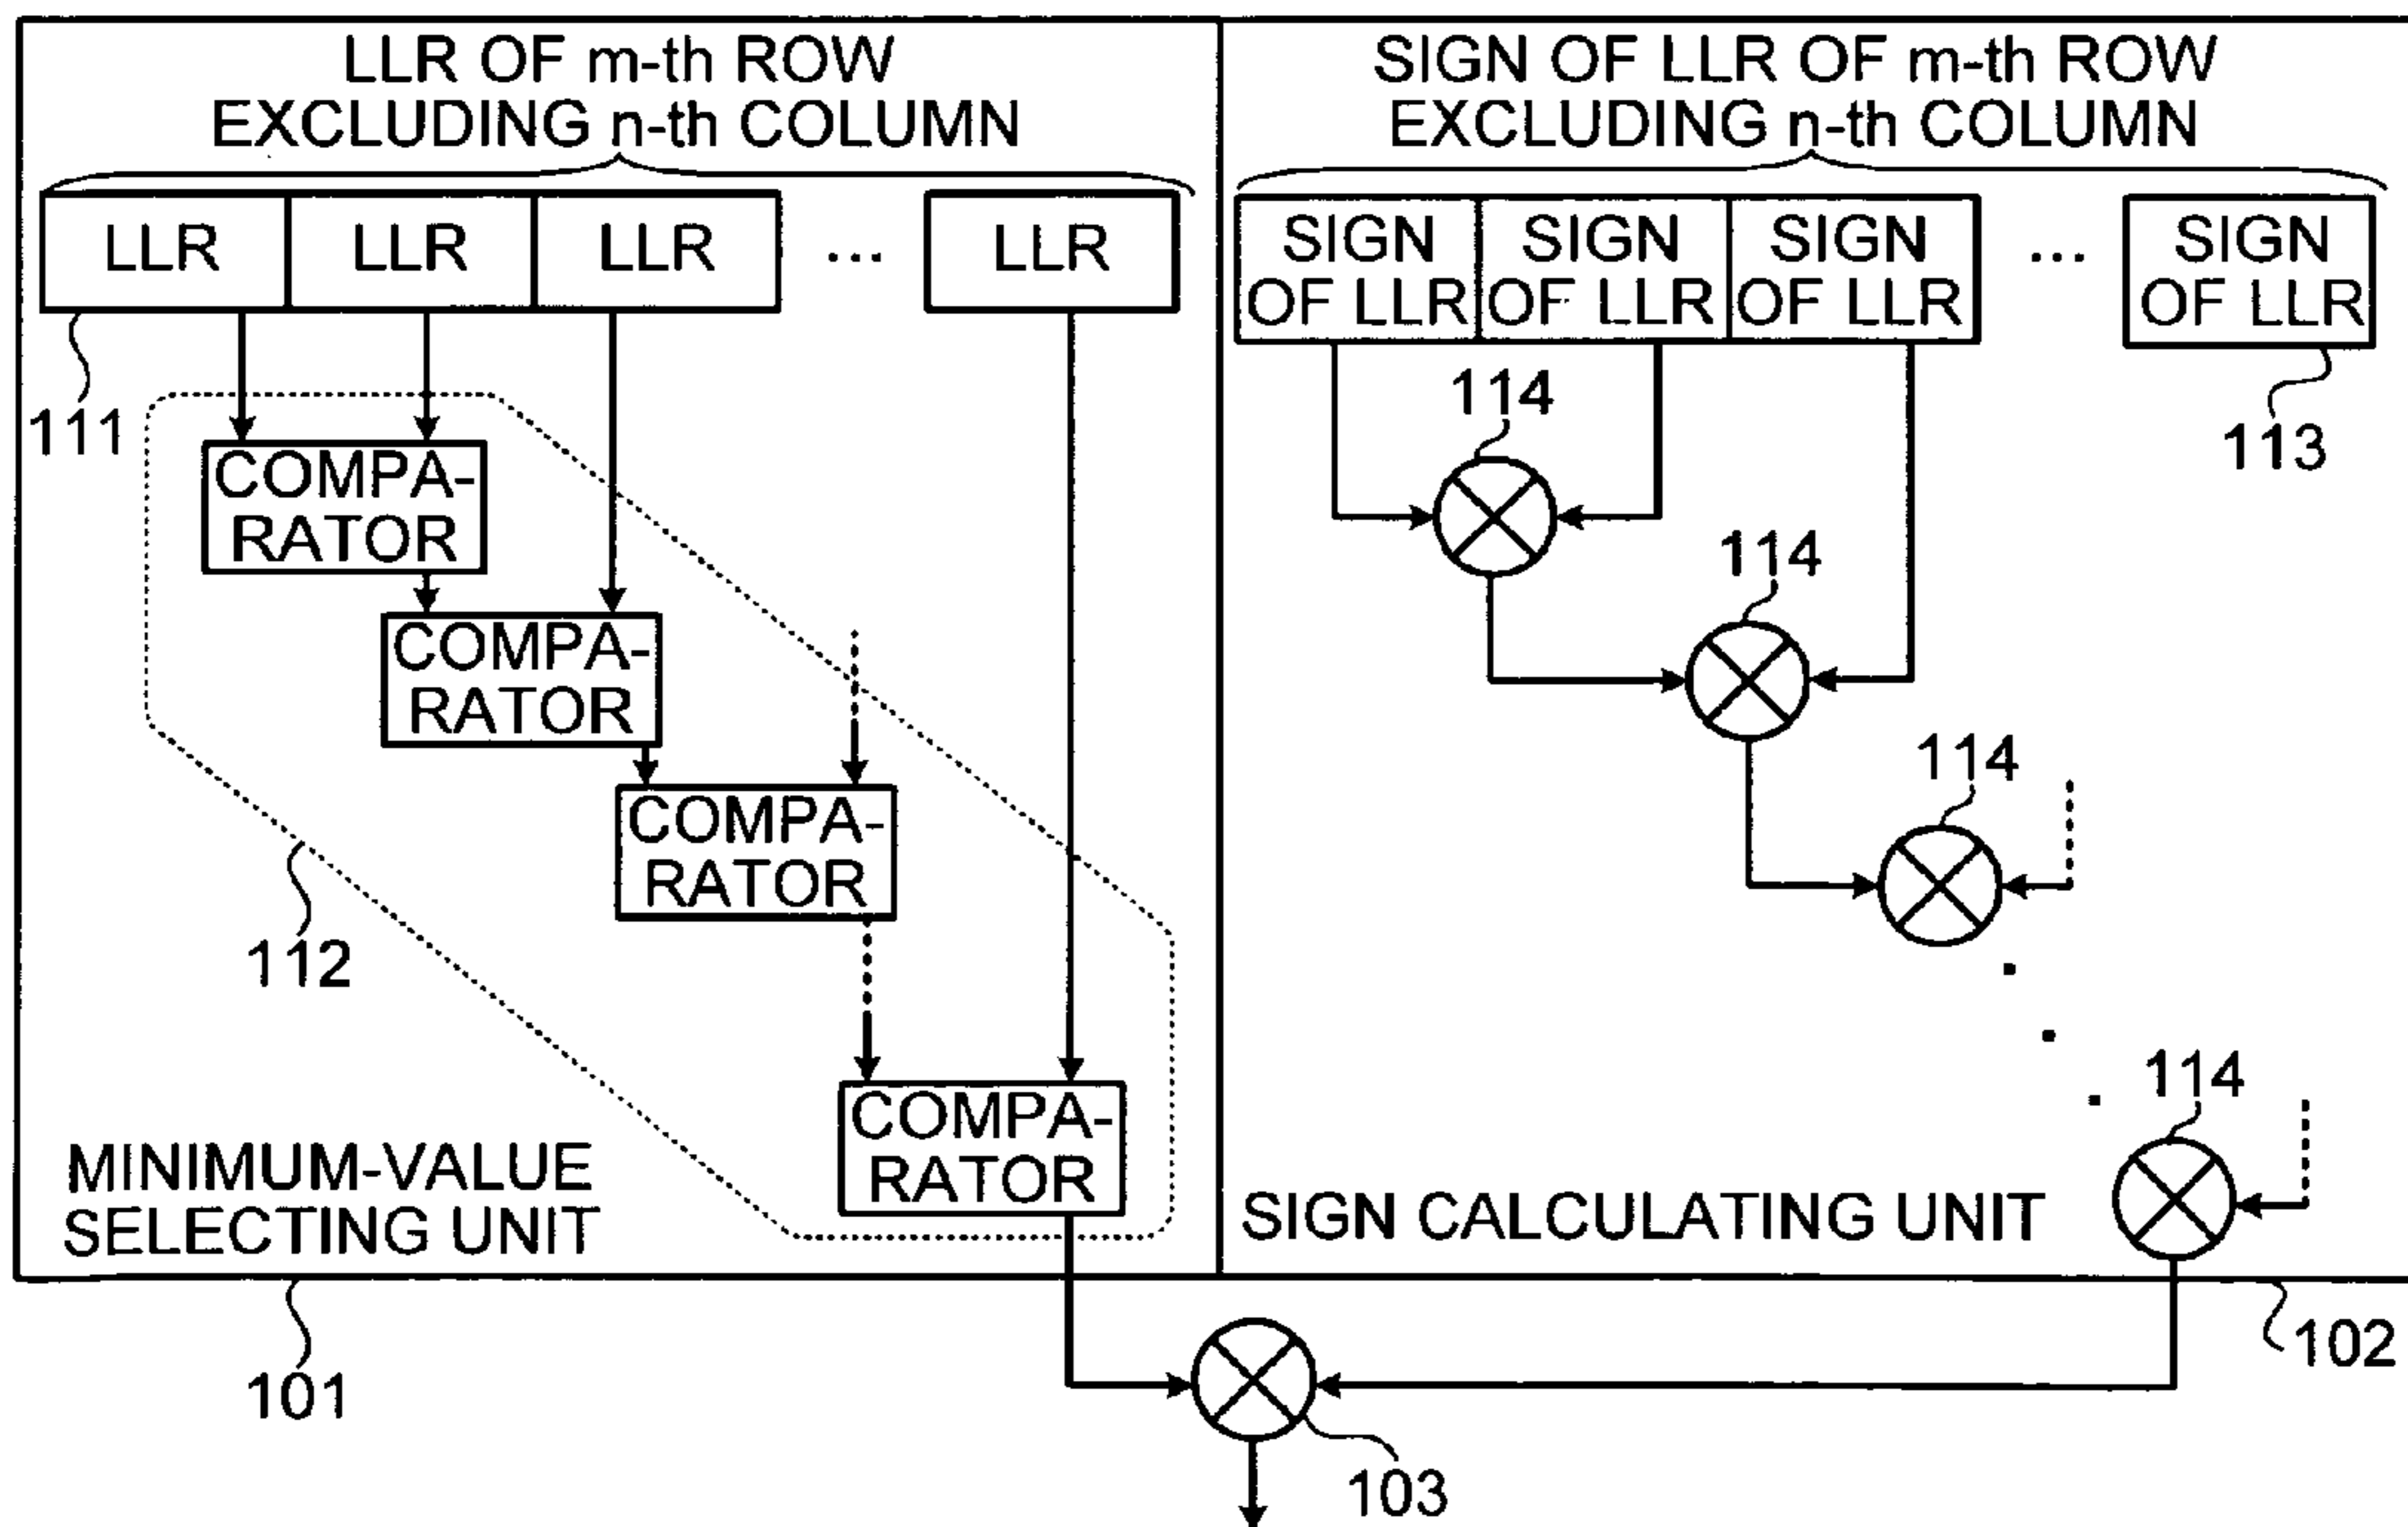 LLR OF m-th ROW
EXCLUDING n-th COLUMN
LLR
LLR
LLR
...
LLR
111
COMPA-
RATOR
COMPA-
RATOR
COMPA-
RATOR
112
COMPA-
RATOR
MINIMUM-VALUE
SELECTING UNIT
101
SIGN OF LLR OF m-th ROW
EXCLUDING n-th COLUMN
SIGN
OF LLR
SIGN
OF LLR
SIGN
OF LLR
...
SIGN
OF LLR
113
114
114
114
114
SIGN CALCULATING UNIT
102
103